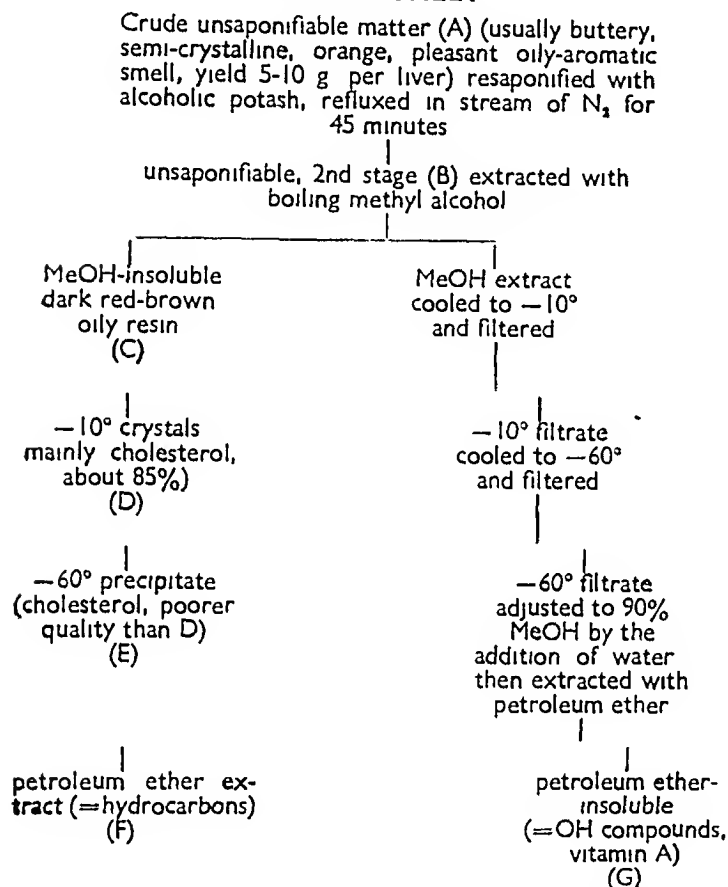 Crude unsaponifiable matter (A) (usually buttery,
semi-crystalline, orange, pleasant oily-aromatic
smell, yield 5-10 g per liver) resaponified with
alcoholic potash, refluxed in stream of N₂ for
45 minutes
unsaponifiable, 2nd stage (B) extracted with
boiling methyl alcohol
MeOH-insoluble
dark red-brown
oily resin
(C)
MeOH extract
cooled to —10°
and filtered
—10° crystals
mainly cholesterol,
about 85%)
(D)
—10° filtrate
cooled to —60°
and filtered
—60° precipitate
(cholesterol, poorer
quality than D)
(E)
—60° filtrate
adjusted to 90%
MeOH by the
addition of water
then extracted with
petroleum ether
petroleum ether ex-
tract (=hydrocarbons)
(F)
petroleum ether-
insoluble
(=OH compounds,
vitamin A)
(G)